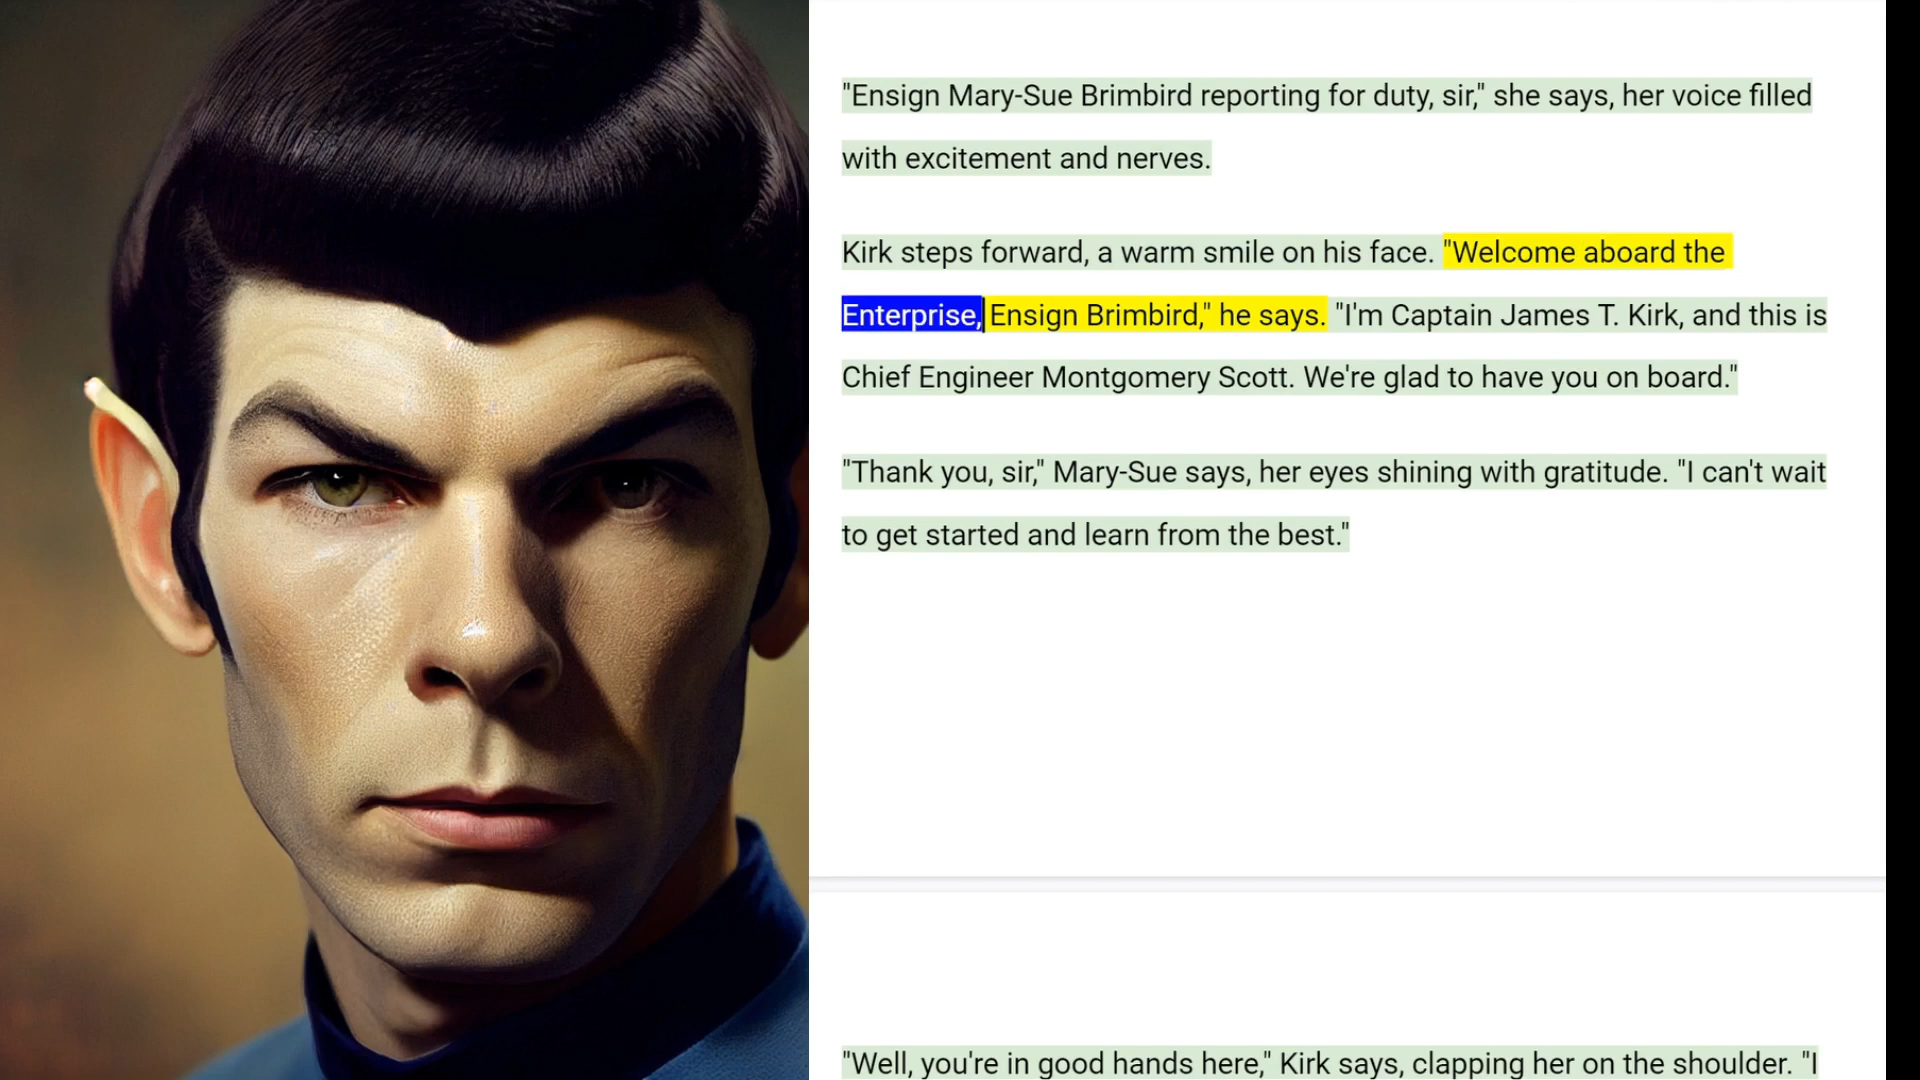 "Ensign Mary-Sue Brimbird reporting for duty, sir," she says, her voice filled
with excitement and nerves.
Kirk steps forward, a warm smile on his face. "Welcome aboard the
Enterprise, Ensign Brimbird," he says. "I'm Captain James T. Kirk, and this is
Chief Engineer Montgomery Scott. We're glad to have you on board."
"Thank you, sir," Mary-Sue says, her eyes shining with gratitude. "I can't wait
to get started and learn from the best."
"Well, you're in good hands here," Kirk says, clapping her on the shoulder. "I